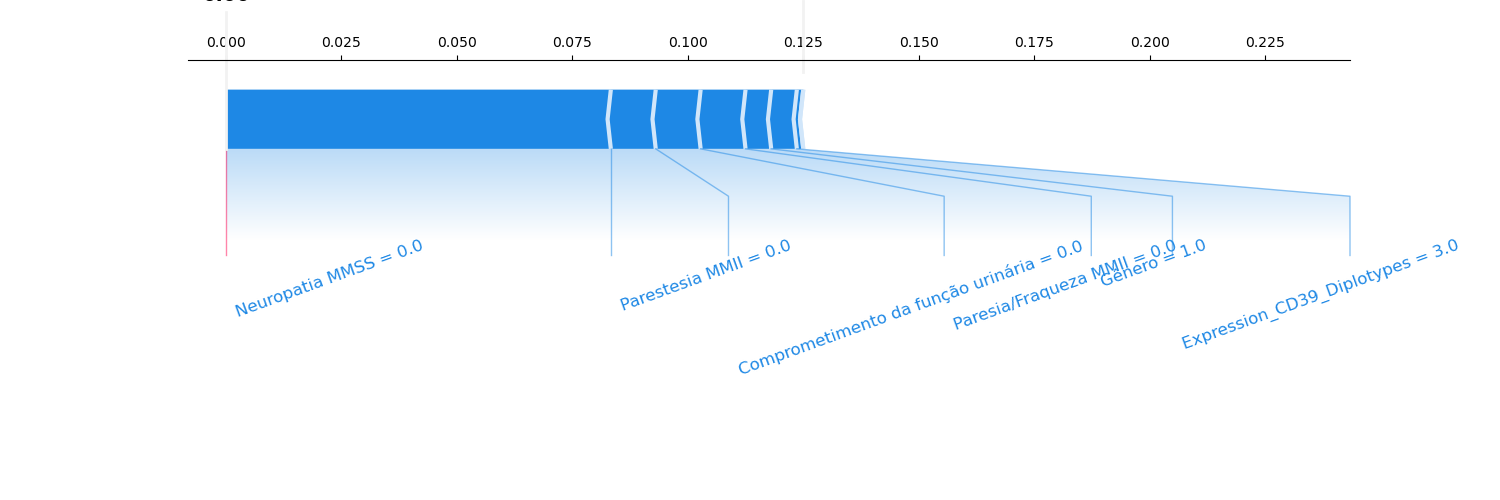 0.000 0.025 0.050 0.075 0.100 0.125 0.150 0.175 0.200 0.225
Neuropatia MMSS = 0.0
Parestesia MMII = 0.0
Comprometimento da função urinária = 0.0
Paresia/Fraqueza MMII = 0.0
Gênero = 1.0
Expression_CD39_Diplotypes = 3.0